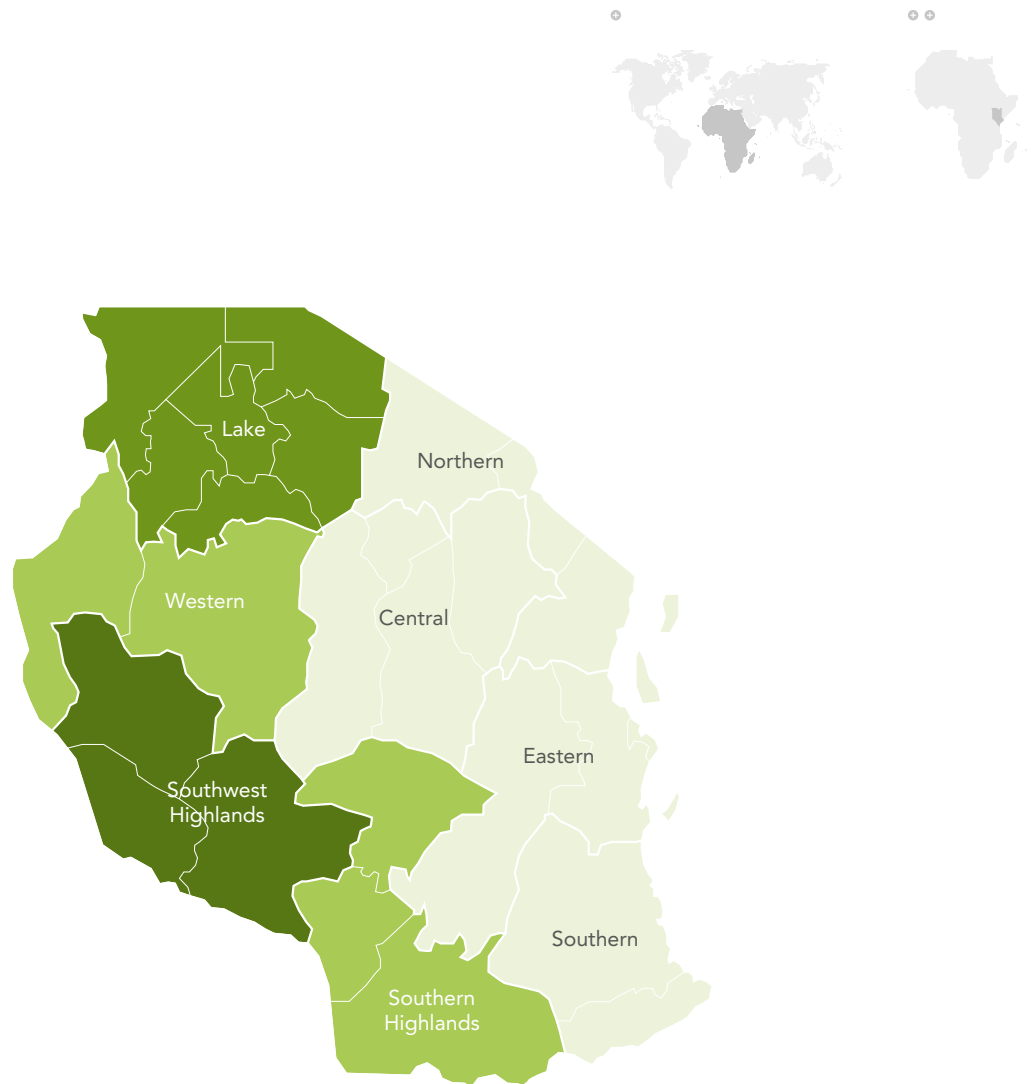 Lake
Northern
Western
Central
Eastern
Southwest
Highlands
Southern
Southern
Highlands